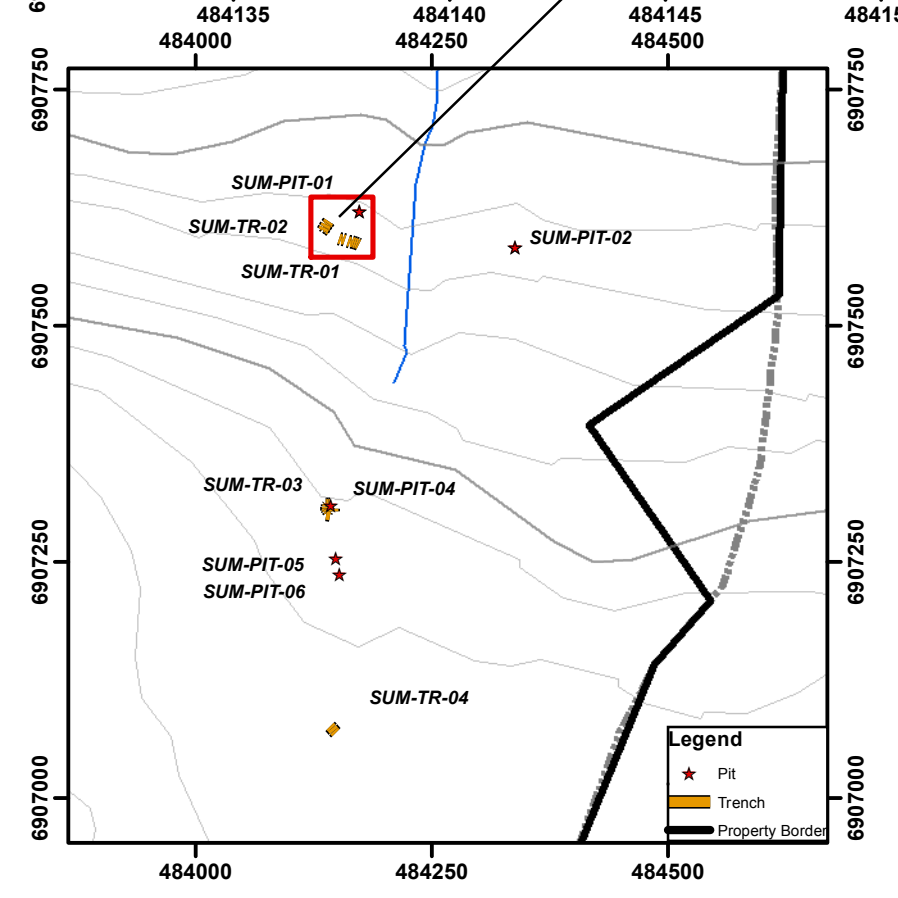 484135 484140 484145
484000 484250 484500
6907750 6907750
SUM-PIT-01
SUM-TR-02
SUM-PIT-02
SUM-TR-01
6907500 6907500
SUM-TR-03
SUM-PIT-04
SUM-PIT-05
6907250 6907250
SUM-PIT-06
SUM-TR-04
Legend
Pit
6907000 6907000
Trench
Property Border
484000 484250 484500